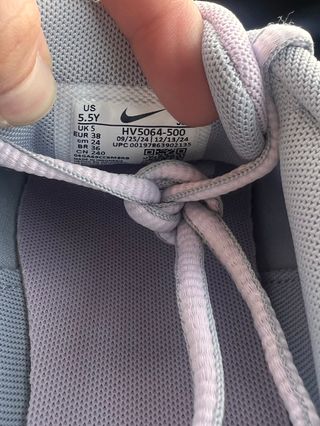 US
5.5Y
UK 5
EUR 38
cm 24
BR 36
CN 240
HV5064-500
09/25/24 | 12/13/24
UPC 00197863902135